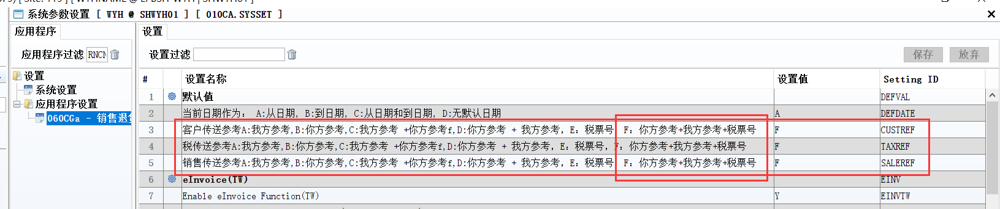 系统参数设置 [ WYH @ SHWYH01 ] [ 010CA.SYSSET ]
应用程序
设置
应用程序过滤 RNCN
设置过滤
保存 放弃
设置
系统设置
应用程序设置
060CGa - 销售退
# 设置名称 设置值 Setting ID
1 默认值 DEFVAL
2 当前日期作为： A:从日期, B:到日期, C:从日期和到日期, D:无默认日期 A DEFDATE
3 客户传送参考A:我方参考,B:你方参考,C:我方参考 +你方参考f,D:你方参考 + 我方参考，E：税票号 F：你方参考+我方参考+税票号 F CUSTREF
4 税传送参考A:我方参考,B:你方参考,C:我方参考 +你方参考f,D:你方参考 + 我方参考，E：税票号，F：你方参考+我方参考+税票号 F TAXREF
5 销售传送参考A:我方参考,B:你方参考,C:我方参考 +你方参考f,D:你方参考 + 我方参考，E：税票号 F：你方参考+我方参考+税票号 F SALEREF
6 eInvoice(TW) EINV
7 Enable eInvoice Function(TW) Y EINVTW